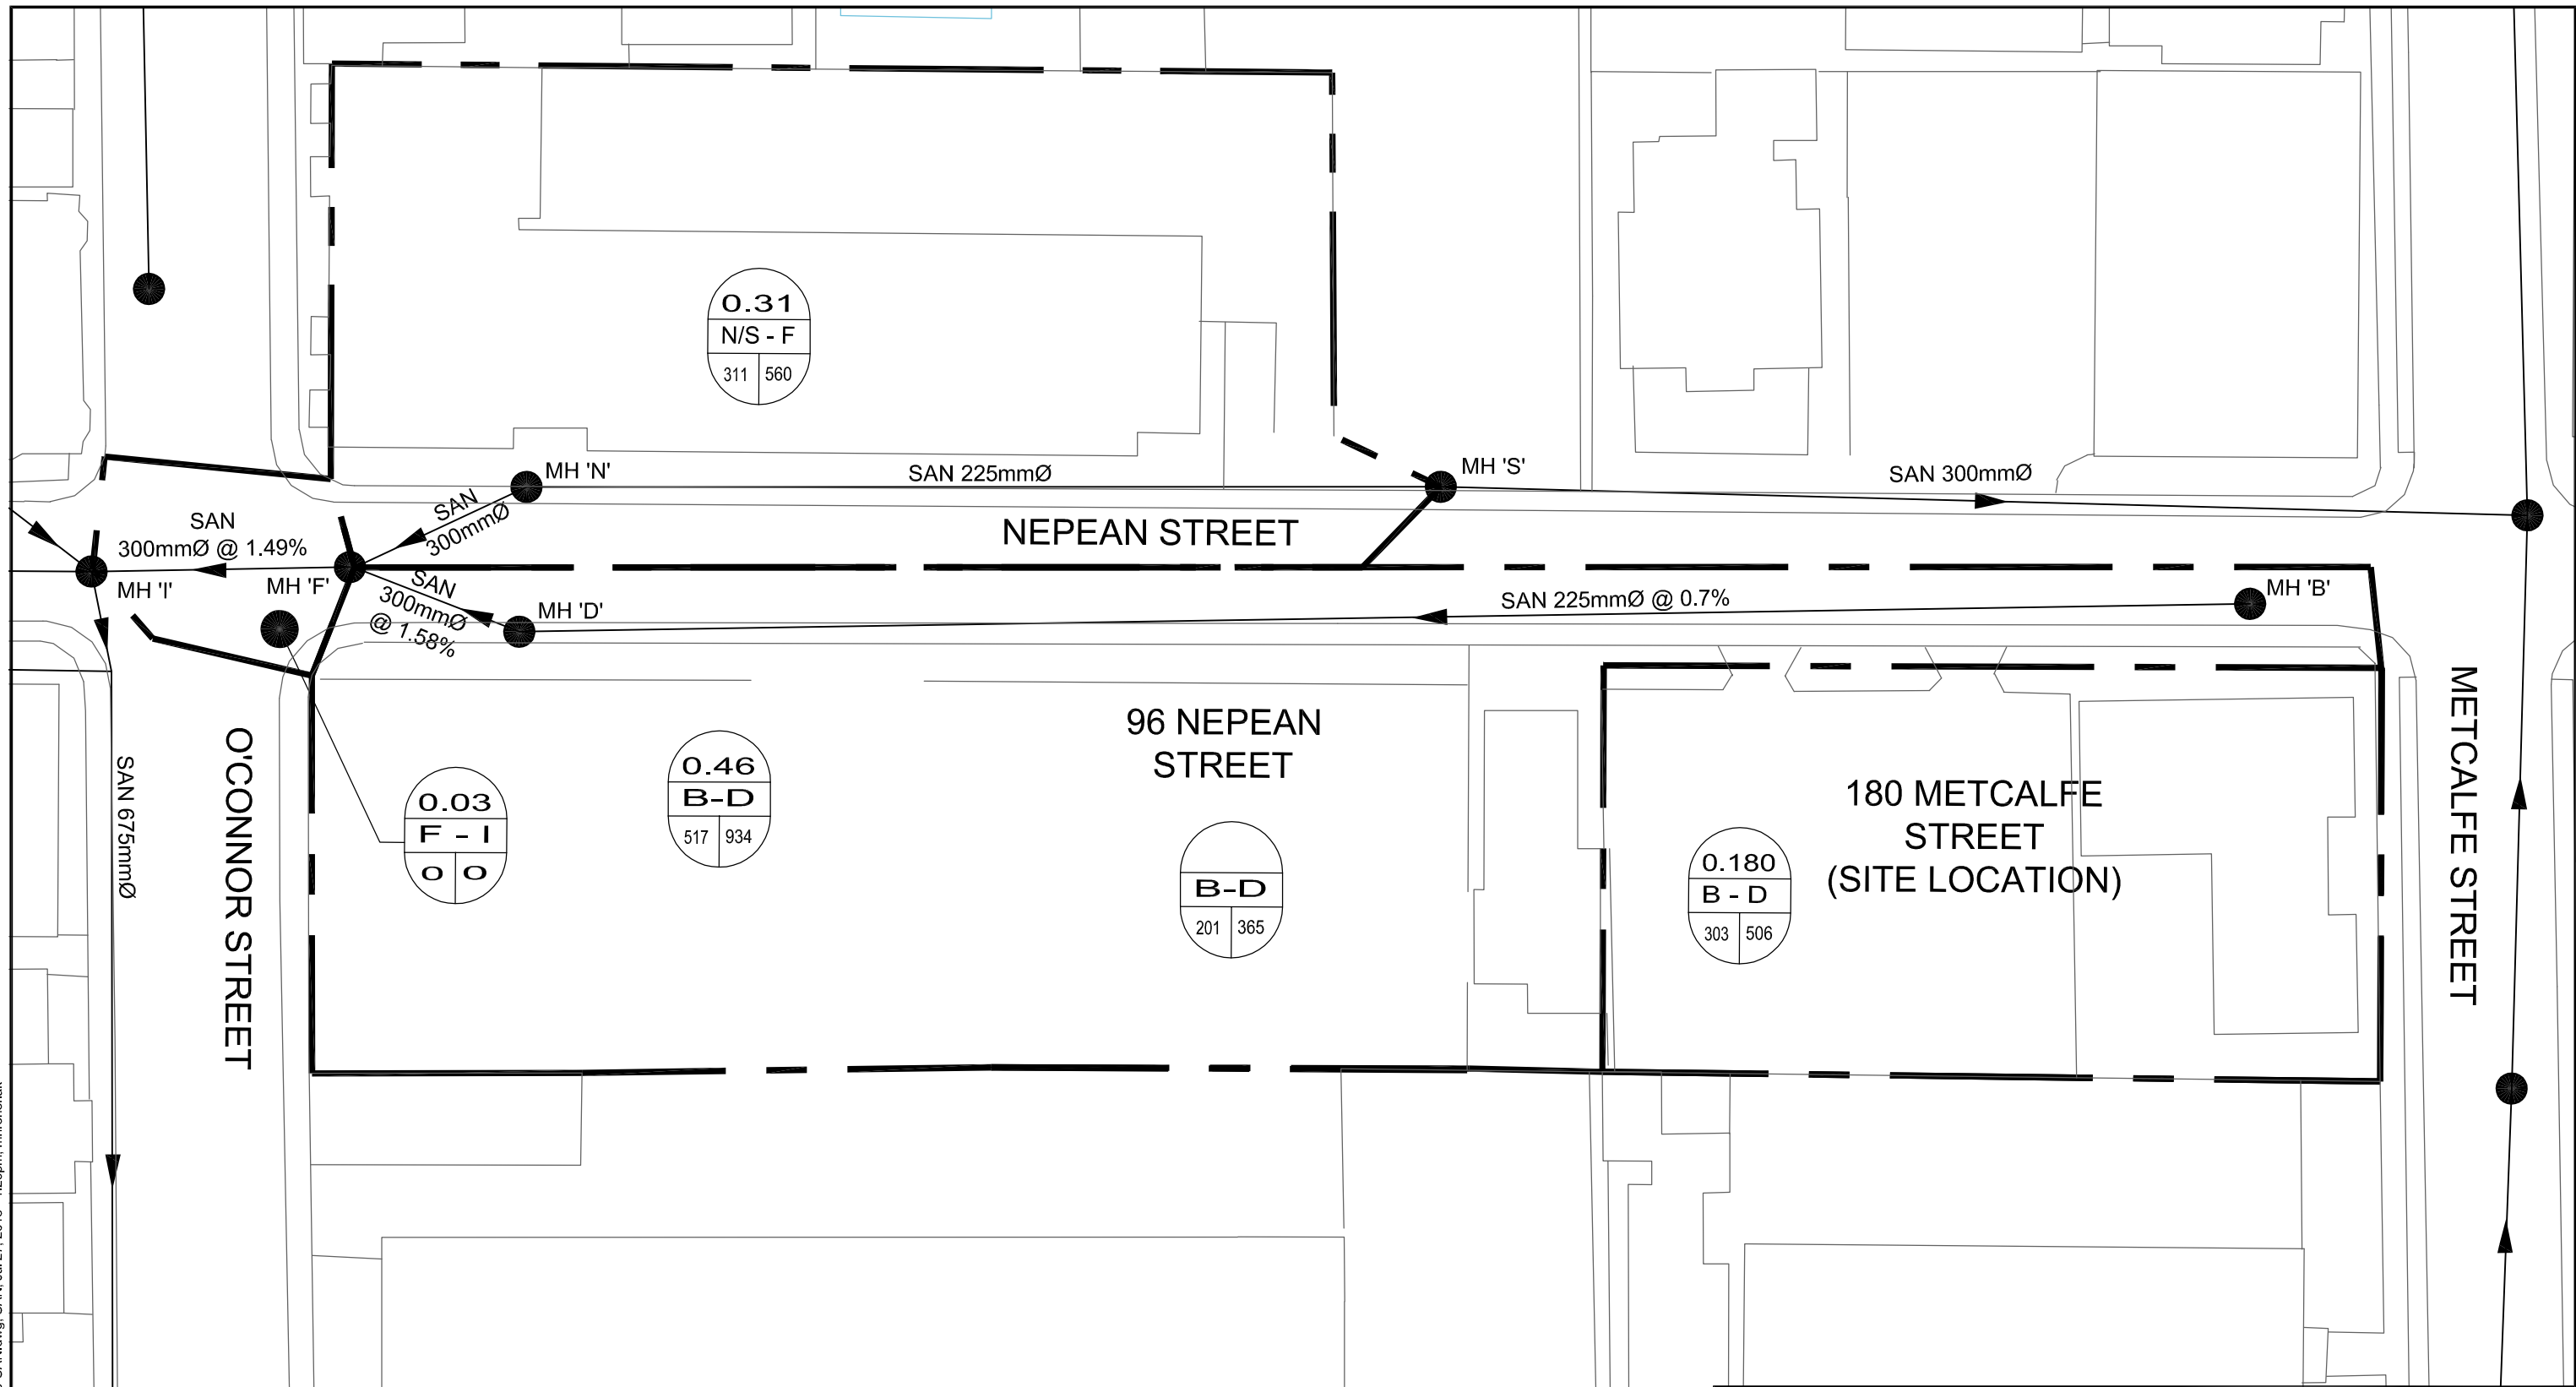 0.31
N/S - F
311 560
MH 'N'
SAN 225mmØ
MH 'S'
SAN 300mmØ
SAN
300mmØ
SAN
300mmØ @ 1.49%
NEPEAN STREET
MH 'I'
MH 'F'
SAN
300mmØ
@ 1.58%
MH 'D'
SAN 225mmØ @ 0.7%
MH 'B'
SAN 675mmØ
O'CONNOR STREET
0.03
F - I
0 0
0.46
B-D
517 934
96 NEPEAN
STREET
B-D
201 365
0.180
B - D
303 506
180 METCALFE
STREET
(SITE LOCATION)
METCALFE STREET